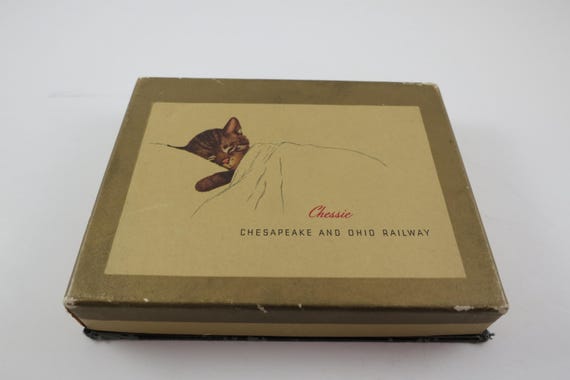 Chessie
CHESAPEAKE AND OHIO RAILWAY